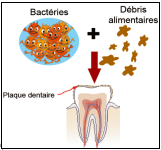 Bactéries
Débris
alimentaires
Plaque dentaire